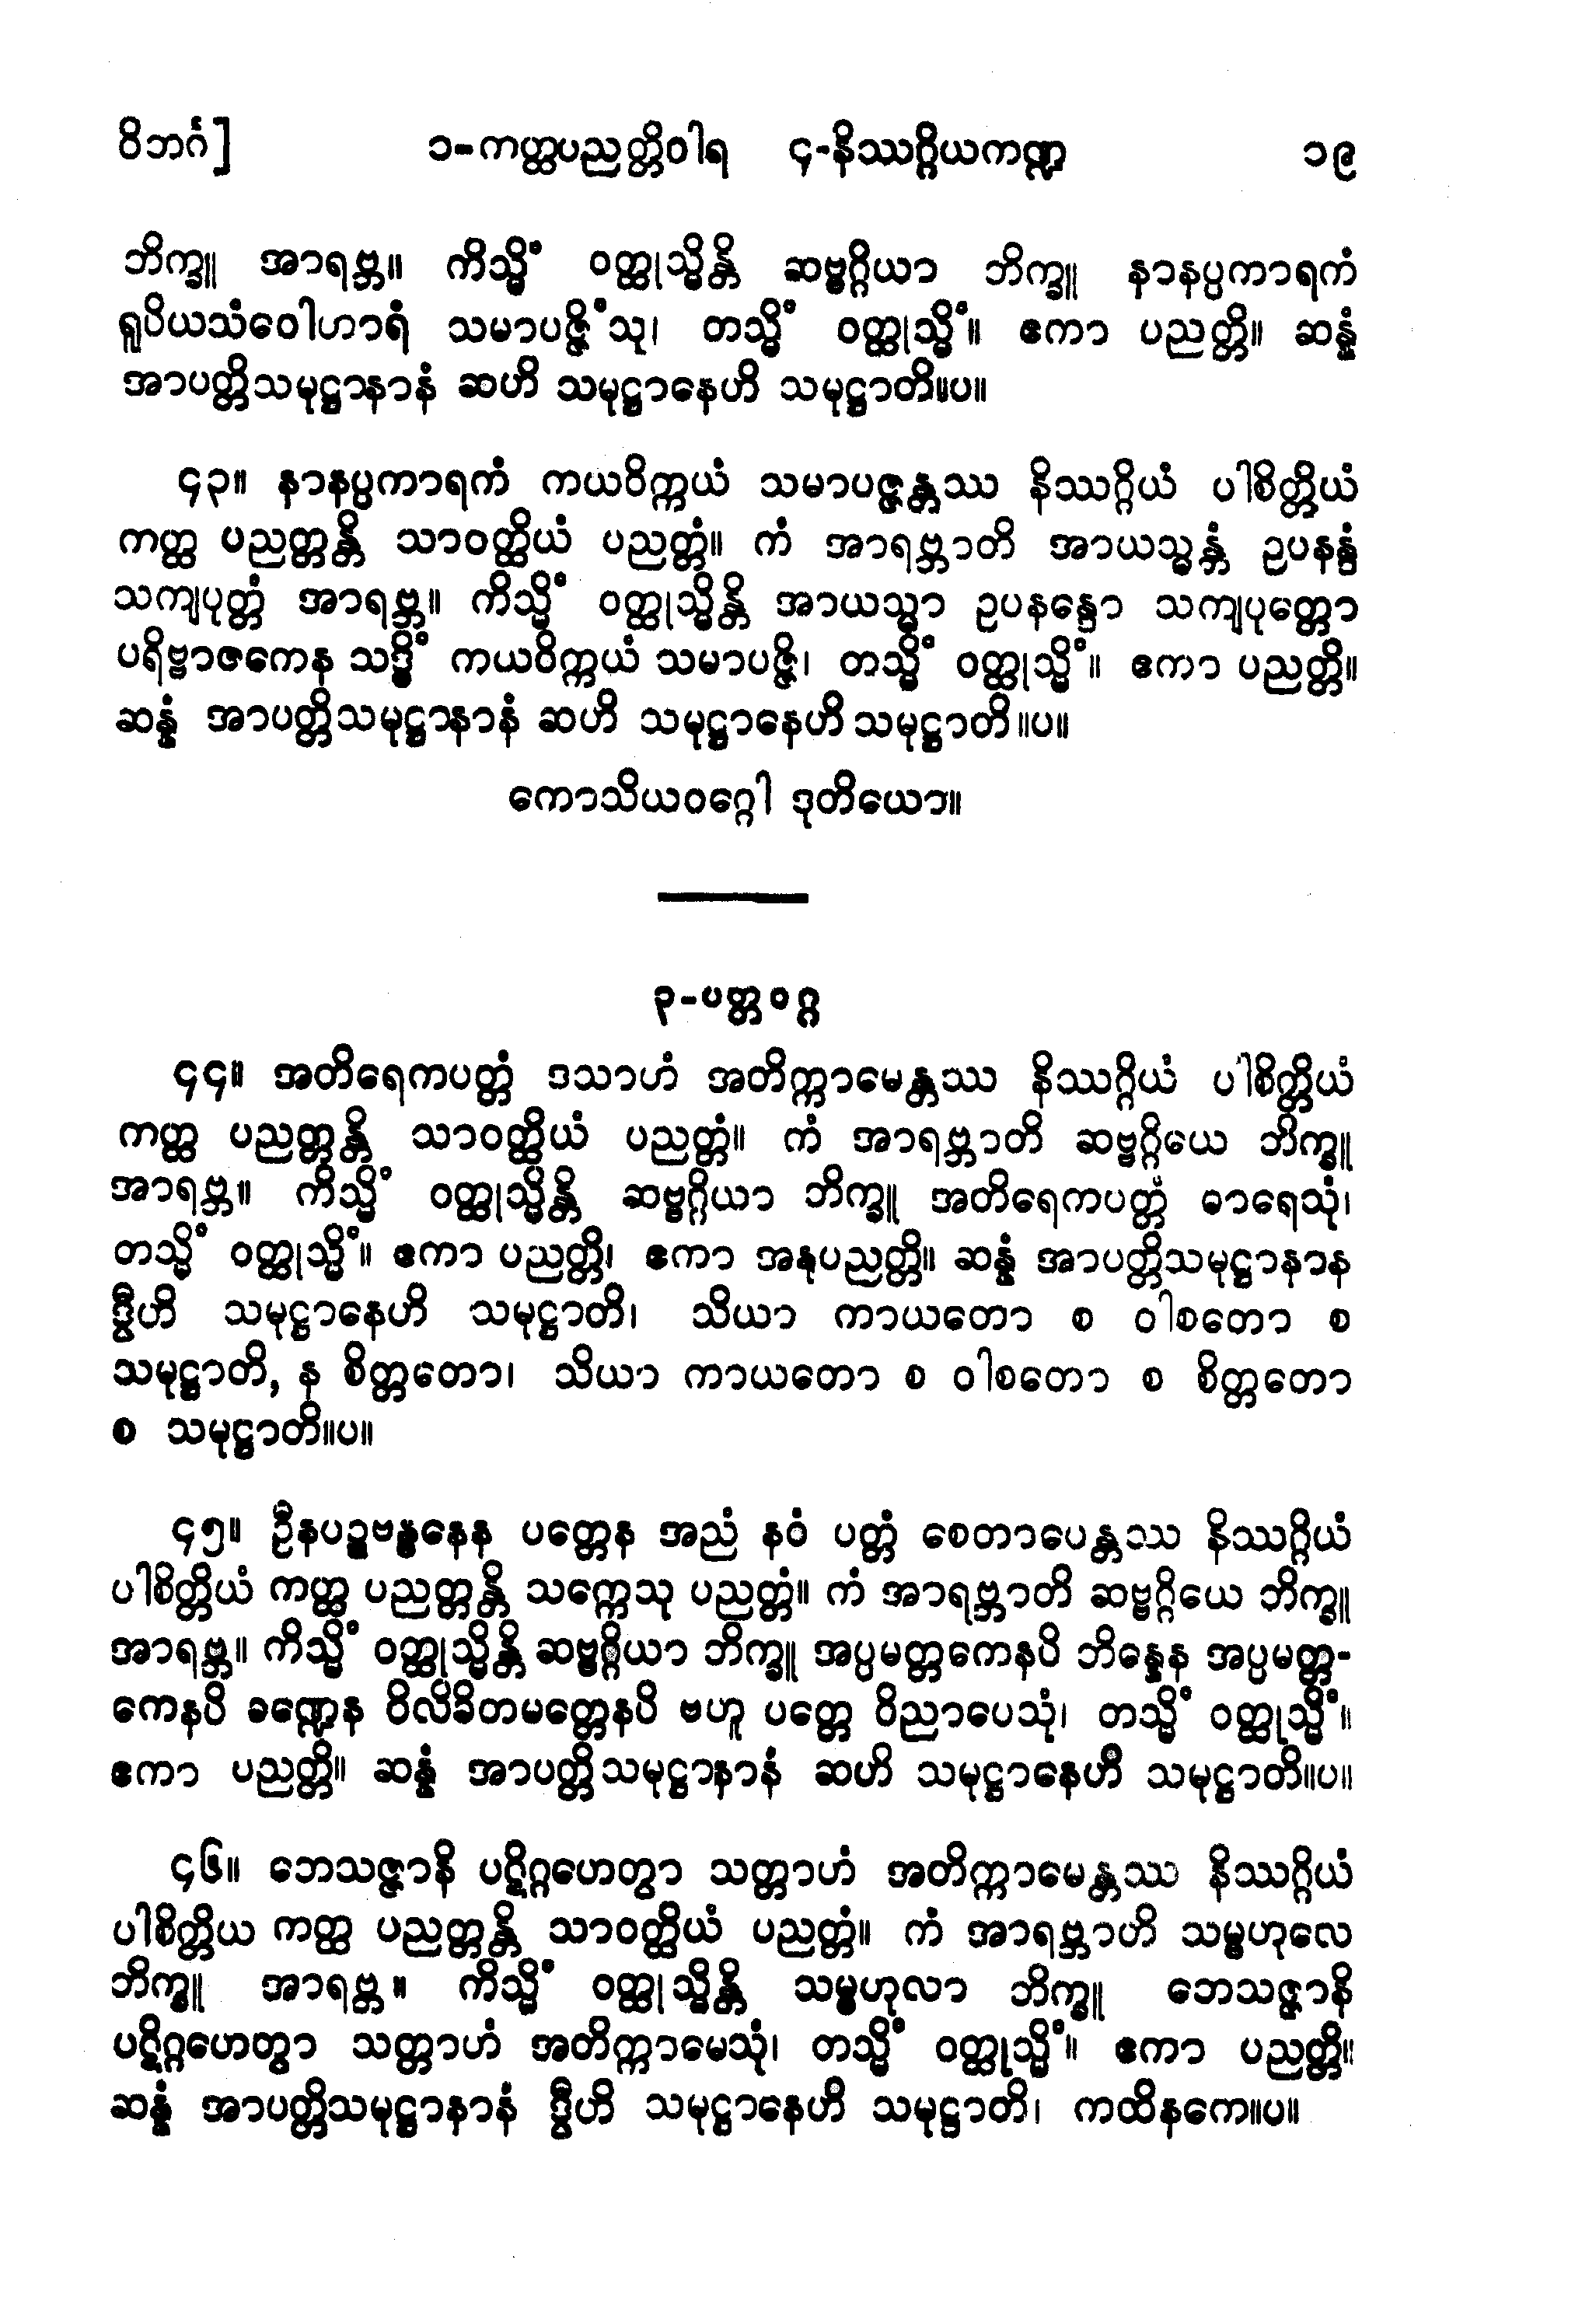 ဝိဘင်္ဂ] ၁-ကတ္ထပညတ္တိဝါရ ၄-နိဿဂ္ဂိယကဏ္ဍ ၁၉
ဘိက္ခူ အာရဗ္ဘ။ ကိသ္မိံ ဝတ္ထုသ္မိန္တိ ဆဗ္ဗဂ္ဂိယာ ဘိက္ခူ နာနပ္ပကာရကံ
ရူပိယသံဝေါဟာရံ သမာပဇ္ဇိံသု၊ တသ္မိံ ဝတ္ထုသ္မိံ။ ဧကာ ပညတ္တိ။ ဆန္နံ
အာပတ္တိသမုဋ္ဌာနာနံ ဆဟိ သမုဋ္ဌာနေဟိ သမုဋ္ဌာတိ။ပ။
၄၃။ နာနပ္ပကာရကံ ကယဝိက္ကယံ သမာပဇ္ဇန္တဿ နိဿဂ္ဂိယံ ပါစိတ္တိယံ
ကတ္ထ ပညတ္တန္တိ သာဝတ္ထိယံ ပညတ္တံ။ ကံ အာရဗ္ဘာတိ အာယသ္မန္တံ ဥပနန္ဒံ
သကျပုတ္တံ အာရဗ္ဘ။ ကိသ္မိံ ဝတ္ထုသ္မိန္တိ အာယသ္မာ ဥပနန္ဒော သကျပုတ္တော
ပရိဗ္ဗာဇကေန သဒ္ဓိံ ကယဝိက္ကယံ သမာပဇ္ဇိ၊ တသ္မိံ ဝတ္ထုသ္မိံ။ ဧကာ ပညတ္တိ။
ဆန္နံ အာပတ္တိသမုဋ္ဌာနာနံ ဆဟိ သမုဋ္ဌာနေဟိ သမုဋ္ဌာတိ။ပ။
ကောသိယဝဂ္ဂေါ ဒုတိယော။
၃-ပတ္တဝဂ္ဂ
၄၄။ အတိရေကပတ္တံ ဒသာဟံ အတိက္ကာမေန္တဿ နိဿဂ္ဂိယံ ပါစိတ္တိယံ
ကတ္ထ ပညတ္တန္တိ သာဝတ္ထိယံ ပညတ္တံ။ ကံ အာရဗ္ဘာတိ ဆဗ္ဗဂ္ဂိယေ ဘိက္ခူ
အာရဗ္ဘ။ ကိသ္မိံ ဝတ္ထုသ္မိန္တိ ဆဗ္ဗဂ္ဂိယာ ဘိက္ခူ အတိရေကပတ္တံ ဓာရေသုံ၊
တသ္မိံ ဝတ္ထုသ္မိံ။ ဧကာ ပညတ္တိ၊ ဧကာ အနုပညတ္တိ။ ဆန္နံ အာပတ္တိသမုဋ္ဌာနာန
ဒွီဟိ သမုဋ္ဌာနေဟိ သမုဋ္ဌာတိ၊ သိယာ ကာယတော စ ဝါစတော စ
သမုဋ္ဌာတိ, န စိတ္တတော၊ သိယာ ကာယတော စ ဝါစတော စ စိတ္တတော
စ သမုဋ္ဌာတိ။ပ။
၄၅။ ဦနပဉ္စဗန္ဓနေန ပတ္တေန အညံ နဝံ ပတ္တံ စေတာပေန္တဿ နိဿဂ္ဂိယံ
ပါစိတ္တိယံ ကတ္ထ ပညတ္တန္တိ သက္ကေသု ပညတ္တံ။ ကံ အာရဗ္ဘာတိ ဆဗ္ဗဂ္ဂိယေ ဘိက္ခူ
အာရဗ္ဘ။ ကိသ္မိံ ဝတ္ထုသ္မိန္တိ ဆဗ္ဗဂ္ဂိယာ ဘိက္ခူ အပ္ပမတ္တကေနပိ ဘိန္နေန အပ္ပမတ္တ-
ကေနပိ ခဏ္ဍေန ဝိလိခိတမတ္တေနပိ ဗဟူ ပတ္တေ ဝိညာပေသုံ၊ တသ္မိံ ဝတ္ထုသ္မိံ။
ဧကာ ပညတ္တိ။ ဆန္နံ အာပတ္တိသမုဋ္ဌာနာနံ ဆဟိ သမုဋ္ဌာနေဟိ သမုဋ္ဌာတိ။ပ။
၄၆။ ဘေသဇ္ဇာနိ ပဋိဂ္ဂဟေတွာ သတ္တာဟံ အတိက္ကာမေန္တဿ နိဿဂ္ဂိယံ
ပါစိတ္တိယ ကတ္ထ ပညတ္တန္တိ သာဝတ္ထိယံ ပညတ္တံ။ ကံ အာရဗ္ဘာဟိ သမ္ဗဟုလေ
ဘိက္ခူ အာရဗ္ဘ။ ကိသ္မိံ ဝတ္ထုသ္မိန္တိ သမ္ဗဟုလာ ဘိက္ခူ ဘေသဇ္ဇာနိ
ပဋိဂ္ဂဟေတွာ သတ္တာဟံ အတိက္ကာမေသုံ၊ တသ္မိံ ဝတ္ထုသ္မိံ။ ဧကာ ပညတ္တိ။
ဆန္နံ အာပတ္တိသမုဋ္ဌာနာနံ ဒွီဟိ သမုဋ္ဌာနေဟိ သမုဋ္ဌာတိ၊ ကထိနကေ။ပ။